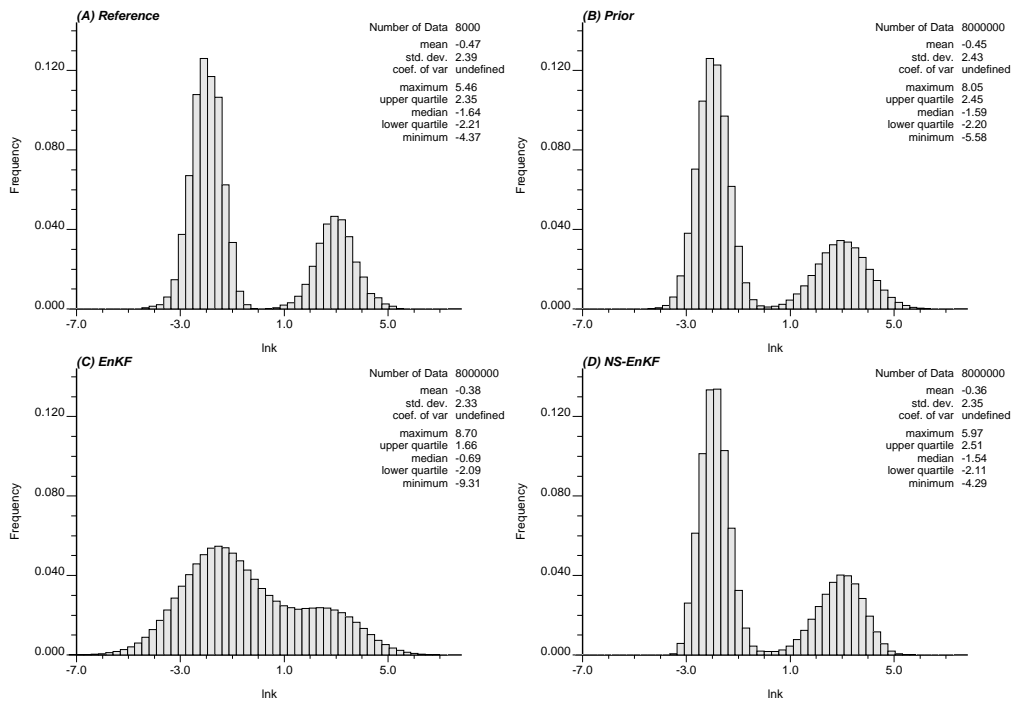 (A) Reference
Number of Data 8000
mean -0.47
std. dev. 2.39
coef. of var undefined
maximum 5.46
upper quartile 2.35
median -1.64
lower quartile -2.21
minimum -4.37
Frequency
0.120
0.080
0.040
0.000
-7.0 -3.0 1.0 5.0
lnk
(B) Prior
Number of Data 8000000
mean -0.45
std. dev. 2.43
coef. of var undefined
maximum 8.05
upper quartile 2.45
median -1.59
lower quartile -2.20
minimum -5.58
Frequency
0.120
0.080
0.040
0.000
-7.0 -3.0 1.0 5.0
lnk
(C) EnKF
Number of Data 8000000
mean -0.38
std. dev. 2.33
coef. of var undefined
maximum 8.70
upper quartile 1.66
median -0.69
lower quartile -2.09
minimum -9.31
Frequency
0.120
0.080
0.040
0.000
-7.0 -3.0 1.0 5.0
lnk
(D) NS-EnKF
Number of Data 8000000
mean -0.36
std. dev. 2.35
coef. of var undefined
maximum 5.97
upper quartile 2.51
median -1.54
lower quartile -2.11
minimum -4.29
Frequency
0.120
0.080
0.040
0.000
-7.0 -3.0 1.0 5.0
lnk